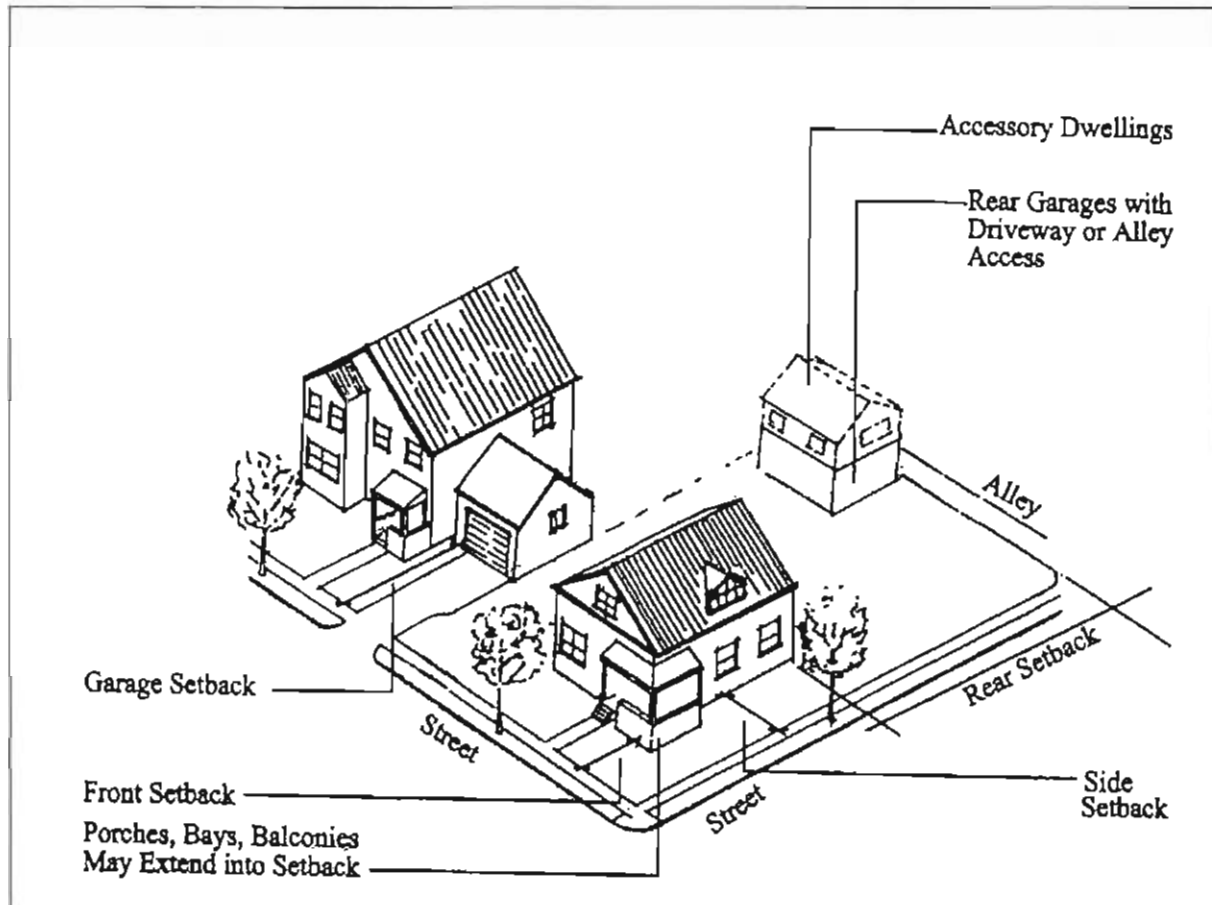 Accessory Dwellings
Rear Garages with
Driveway or Alley
Access
Alley
Rear Setback
Garage Setback
Street
Street
Side
Setback
Front Setback
Porches, Bays, Balconies
May Extend into Setback